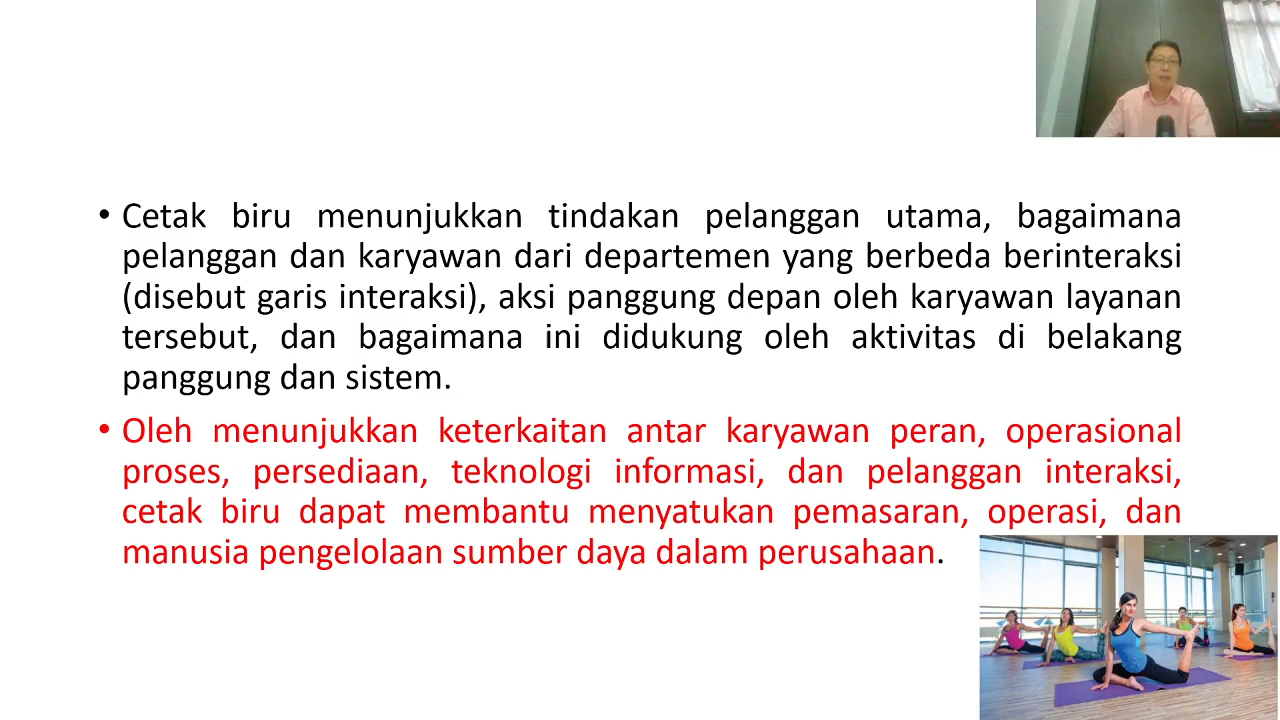 • Cetak biru menunjukkan tindakan pelanggan utama, bagaimana
pelanggan dan karyawan dari departemen yang berbeda berinteraksi
(disebut garis interaksi), aksi panggung depan oleh karyawan layanan
tersebut, dan bagaimana ini didukung oleh aktivitas di belakang
panggung dan sistem.
• Oleh menunjukkan keterkaitan antar karyawan peran, operasional
proses, persediaan, teknologi informasi, dan pelanggan interaksi,
cetak biru dapat membantu menyatukan pemasaran, operasi, dan
manusia pengelolaan sumber daya dalam perusahaan.